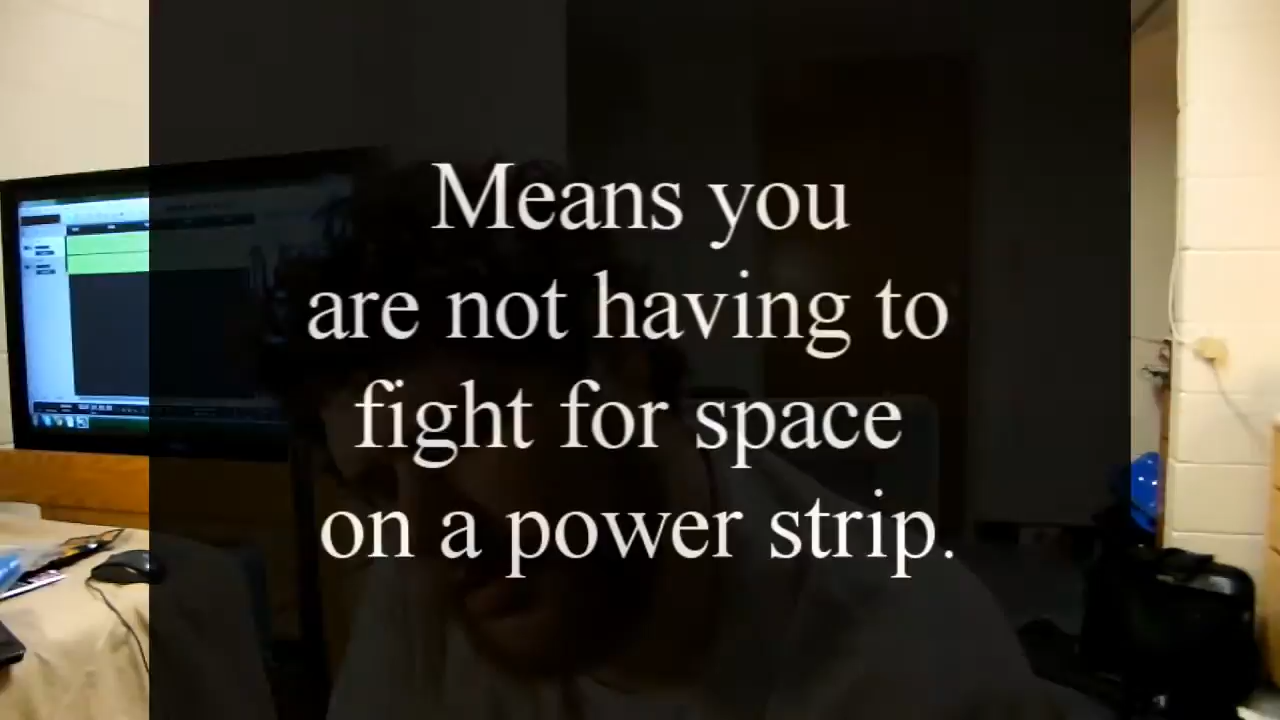 Means you
are not having to
fight for space
on a power strip.